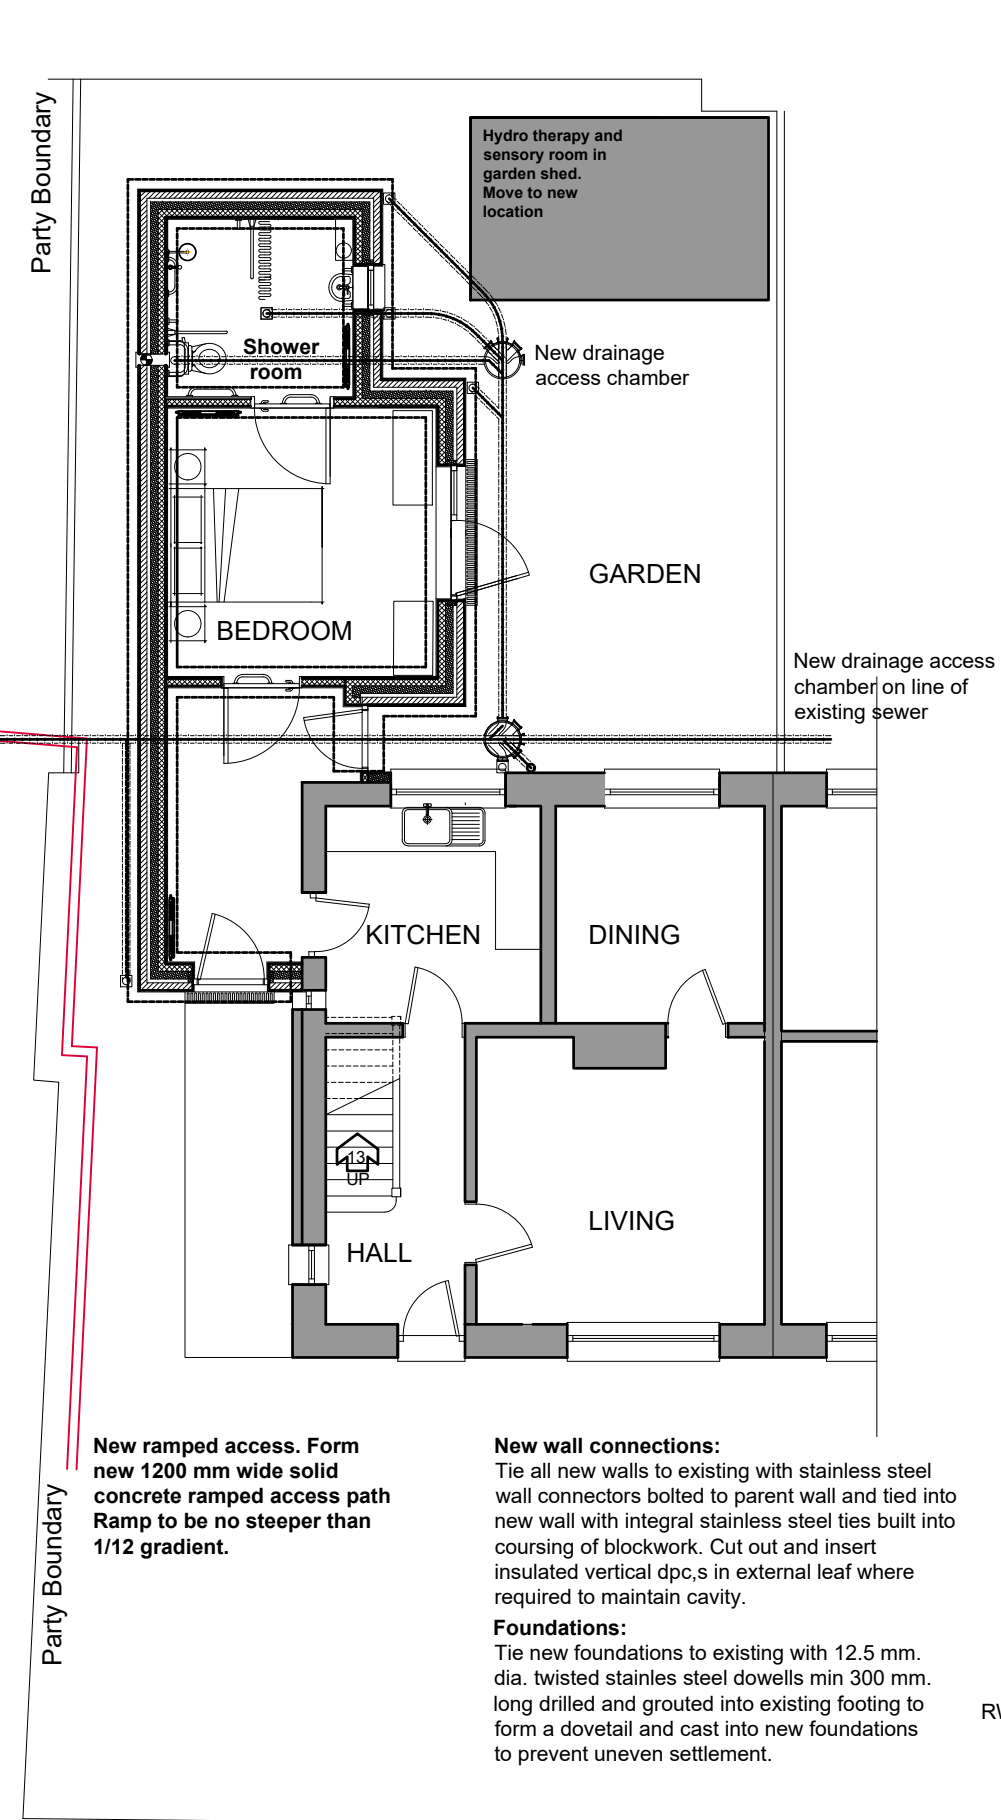 Party Boundary
Hydro therapy and
sensory room in
garden shed.
Move to new
location
Shower
room
New drainage
access chamber
GARDEN
BEDROOM
New drainage access
chamber on line of
existing sewer
KITCHEN
DINING
13
UP
LIVING
HALL
New ramped access. Form
new 1200 mm wide solid
concrete ramped access path
Ramp to be no steeper than
1/12 gradient.
Party Boundary
New wall connections:
Tie all new walls to existing with stainless steel
wall connectors bolted to parent wall and tied into
new wall with integral stainless steel ties built into
coursing of blockwork. Cut out and insert
insulated vertical dpc,s in external leaf where
required to maintain cavity.
Foundations:
Tie new foundations to existing with 12.5 mm.
dia. twisted stainles steel dowells min 300 mm.
long drilled and grouted into existing footing to
form a dovetail and cast into new foundations
to prevent uneven settlement.